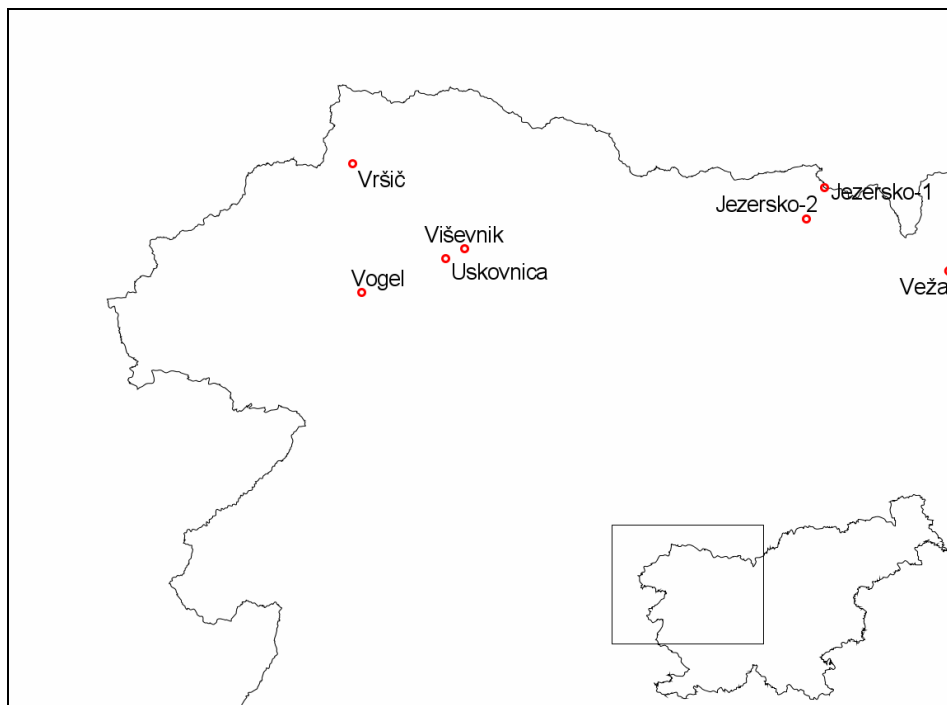 Vršič
Jezersko-1
Jezersko-2
Viševnik
Uskovnica
Vogel
Veža